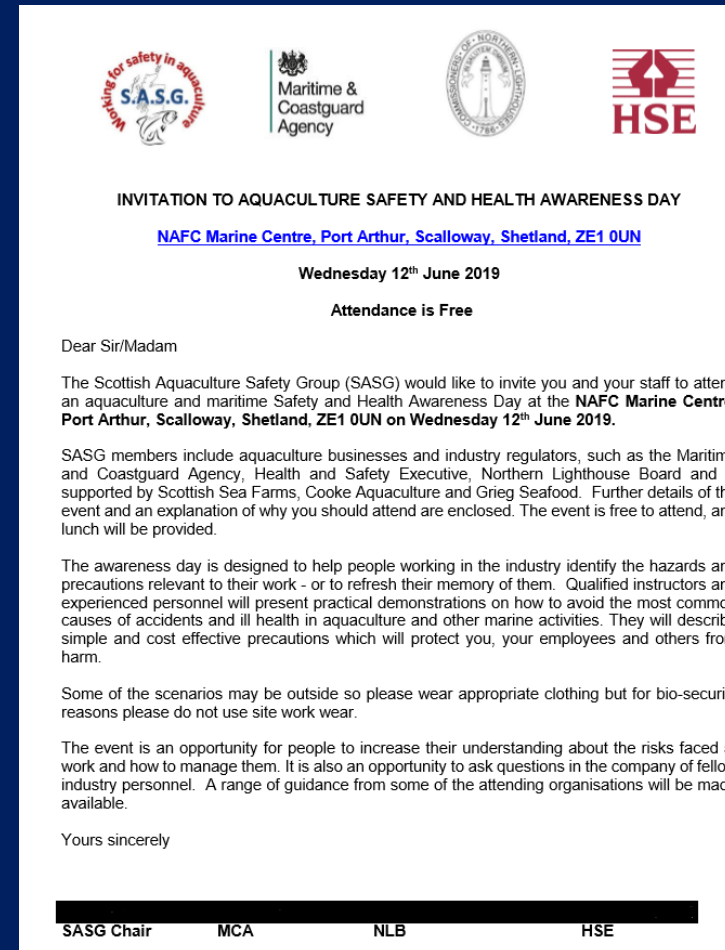 Working for safety in aquaculture
S.A.S.G.
Maritime &
Coastguard
Agency
COMMISSIONERS OF NORTHERN LIGHTHOUSES
·1786·
HSE
INVITATION TO AQUACULTURE SAFETY AND HEALTH AWARENESS DAY
NAFC Marine Centre, Port Arthur, Scalloway, Shetland, ZE1 0UN
Wednesday 12th June 2019
Attendance is Free
Dear Sir/Madam
The Scottish Aquaculture Safety Group (SASG) would like to invite you and your staff to atten
an aquaculture and maritime Safety and Health Awareness Day at the NAFC Marine Centr
Port Arthur, Scalloway, Shetland, ZE1 0UN on Wednesday 12th June 2019.
SASG members include aquaculture businesses and industry regulators, such as the Maritim
and Coastguard Agency, Health and Safety Executive, Northern Lighthouse Board and
supported by Scottish Sea Farms, Cooke Aquaculture and Grieg Seafood. Further details of th
event and an explanation of why you should attend are enclosed. The event is free to attend, an
lunch will be provided.
The awareness day is designed to help people working in the industry identify the hazards an
precautions relevant to their work - or to refresh their memory of them. Qualified instructors an
experienced personnel will present practical demonstrations on how to avoid the most commo
causes of accidents and ill health in aquaculture and other marine activities. They will describ
simple and cost effective precautions which will protect you, your employees and others fro
harm.
Some of the scenarios may be outside so please wear appropriate clothing but for bio-securi
reasons please do not use site work wear.
The event is an opportunity for people to increase their understanding about the risks faced
work and how to manage them. It is also an opportunity to ask questions in the company of fello
industry personnel. A range of guidance from some of the attending organisations will be mad
available.
Yours sincerely
SASG Chair MCA NLB HSE